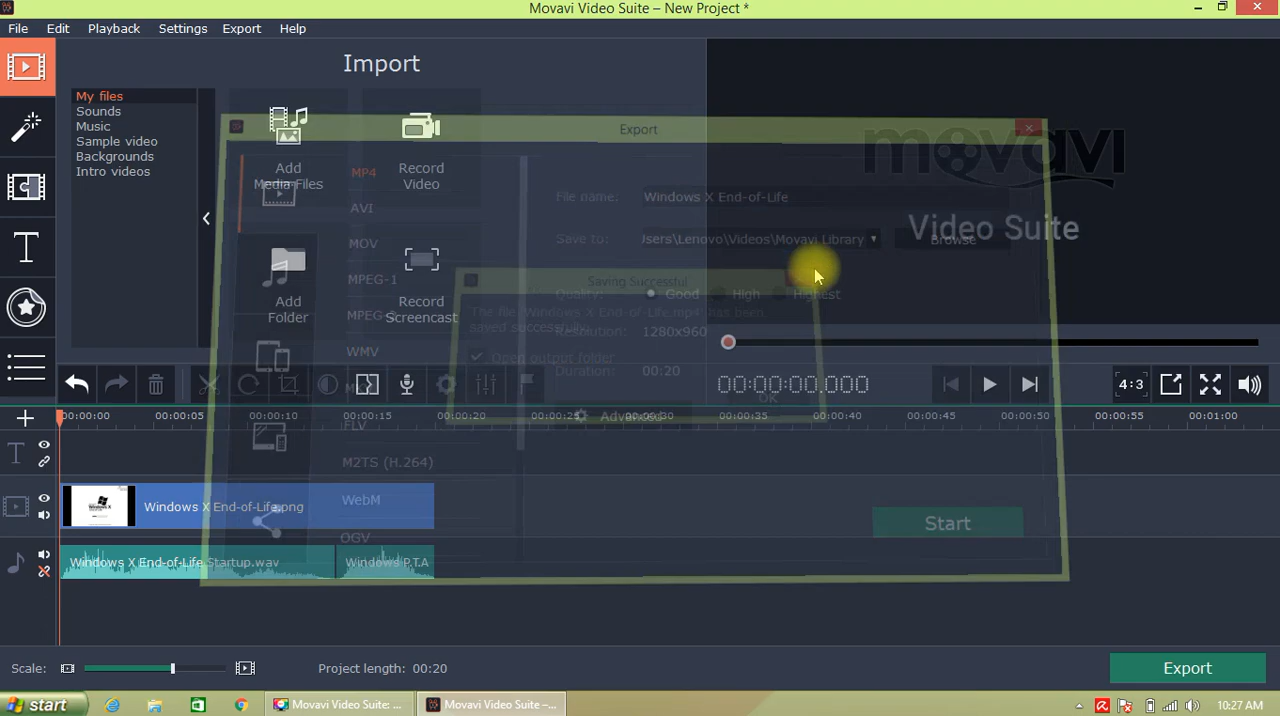 Movavi Video Suite – New Project *
File Edit Playback Settings Export Help
Import
My files
Sounds
Music
Sample video
Backgrounds
Intro videos
Add
Media Files
Record
Video
Add
Folder
Record
Screencast
movavi
Video Suite
Export
MP4
AVI
MOV
MPEG-1
WMV
FLV
M2TS (H.264)
WebM
OGV
File name: Windows X End-of-Life
Save to: Jsers\Lenovo\Videos\Movavi Library Browse
Quality: Good High Highest
Resolution: 1280x960
Duration: 00:20
Advanced
Start
Saving Successful
The file 'Windows X End-of-Life.mp4' has been
saved successfully.
Open output folder
OK
00:00:00.000
4:3
00:00:00 00:00:05 00:00:10 00:00:15 00:00:20 00:00:25 00:00:30 00:00:35 00:00:40 00:00:45 00:00:50 00:00:55 00:01:00
T
Windows X End-of-Life.png
Windows X End-of-Life.Startup.wav
Windows P.T.A
Scale:
Project length: 00:20
Export
start
Movavi Video Suite: ...
Movavi Video Suite –...
10:27 AM